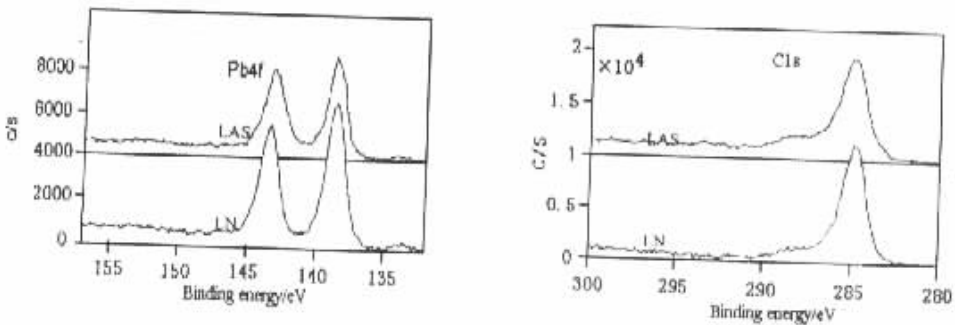 Pb4f
8000
6000
LAS
4000
2000
LN
0
c/s
155 150 145 140 135
Binding energy/eV
2
×10⁴ C1s
1.5
LAS
1
0.5
LN
0
C/S
300 295 290 285 280
Binding energy/eV